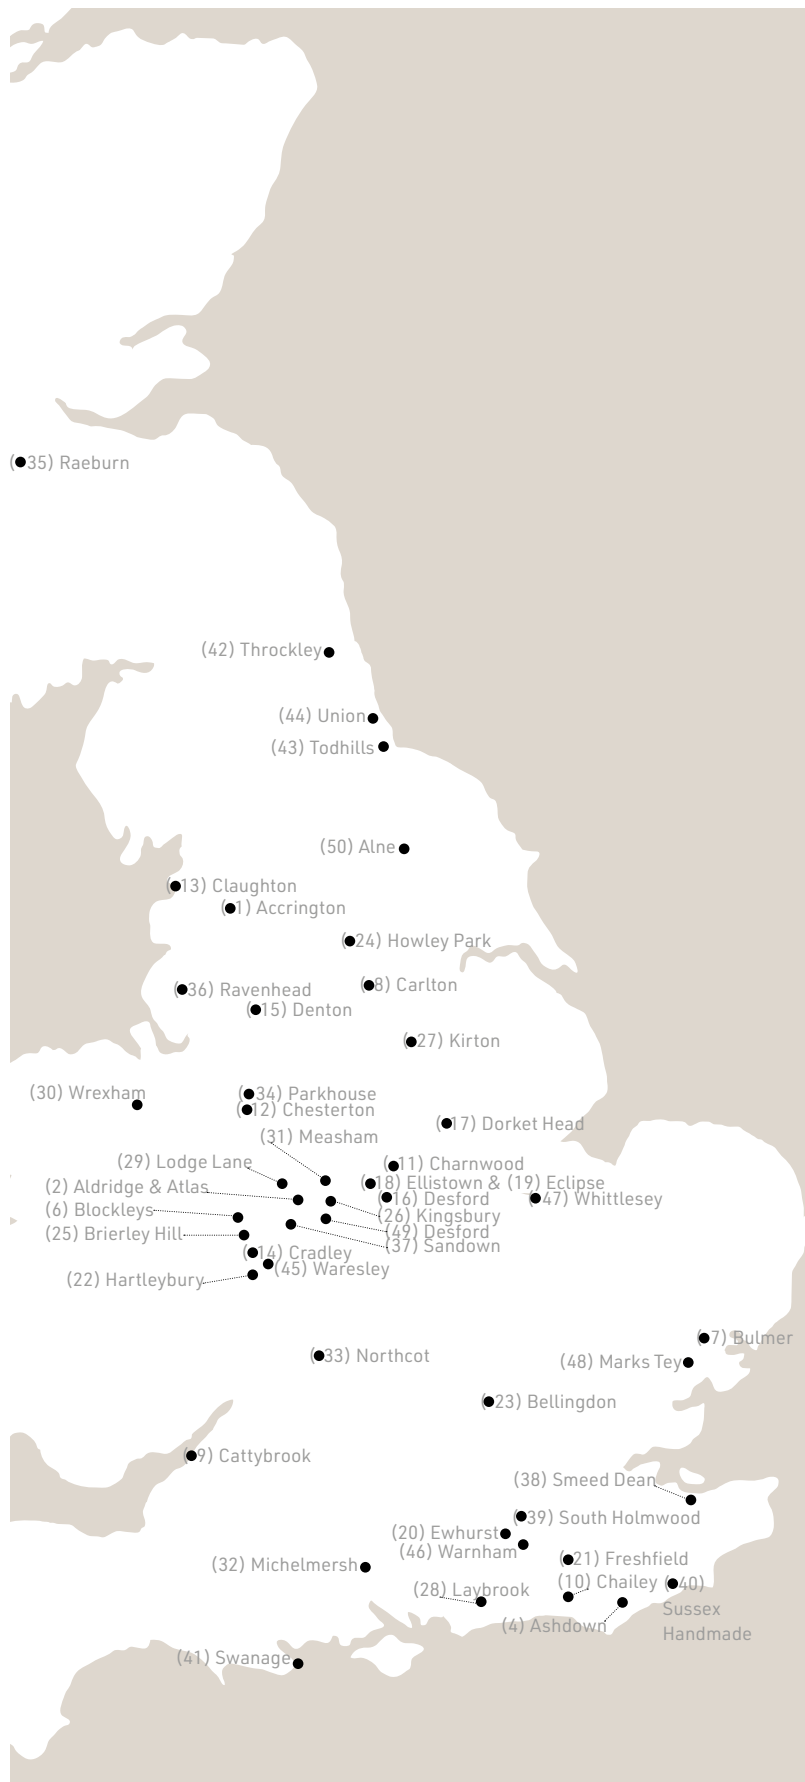 (35) Raeburn
(42) Throckley
(44) Union
(43) Todhills
(50) Alne
(13) Claughton
(1) Accrington
(24) Howley Park
(8) Carlton
(36) Ravenhead
(15) Denton
(27) Kirton
(30) Wrexham
(34) Parkhouse
(12) Chesterton
(17) Dorket Head
(31) Measham
(29) Lodge Lane
(11) Charnwood
(18) Ellistown & (19) Eclipse
(2) Aldridge & Atlas
(16) Desford
(47) Whittlesey
(6) Blockleys
(26) Kingsbury
(25) Brierley Hill
(49) Desford
(37) Sandown
(14) Cradley
(45) Waresley
(22) Hartleybury
(7) Bulmer
(33) Northcot
(48) Marks Tey
(23) Bellingdon
(9) Cattybrook
(38) Smeed Dean
(39) South Holmwood
(20) Ewhurst
(46) Warnham
(32) Michelmersh
(21) Freshfield
(28) Laybrook
(10) Chailey
(40)
Sussex
Handmade
(4) Ashdown
(41) Swanage